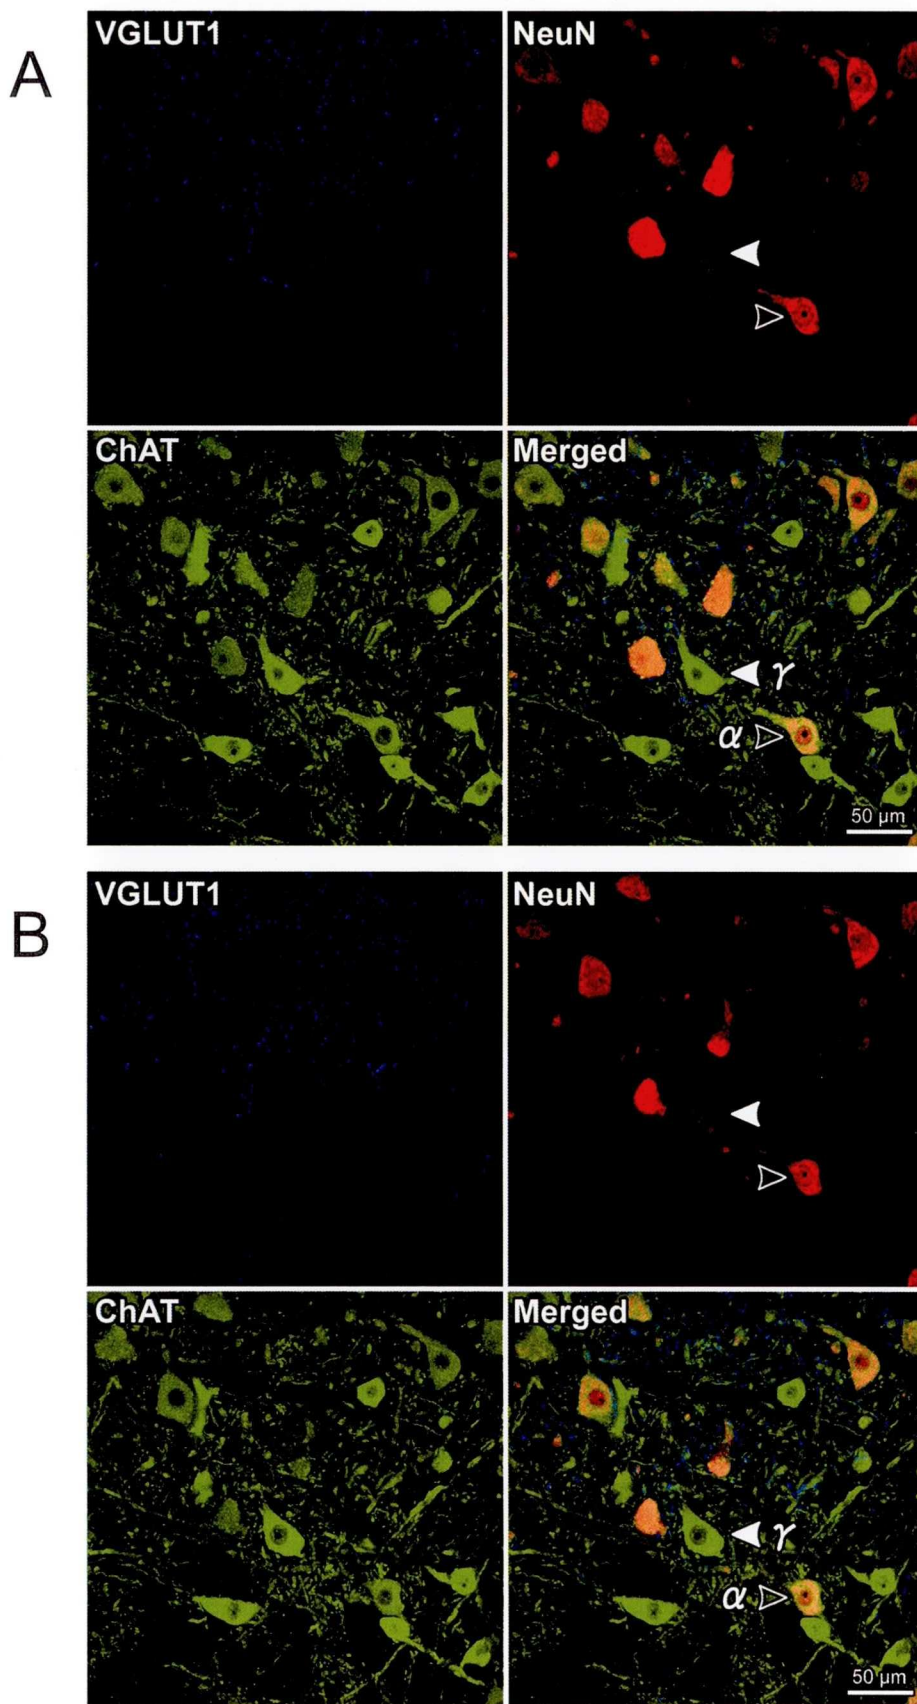 A
VGLUT1
NeuN
ChAT
Merged
γ
α
50 μm
B
VGLUT1
NeuN
ChAT
Merged
γ
α
50 μm